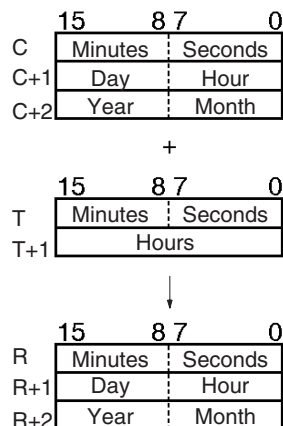 15 8 7 0
C Minutes Seconds
C+1 Day Hour
C+2 Year Month
+
15 8 7 0
T Minutes Seconds
T+1 Hours
15 8 7 0
R Minutes Seconds
R+1 Day Hour
R+2 Year Month